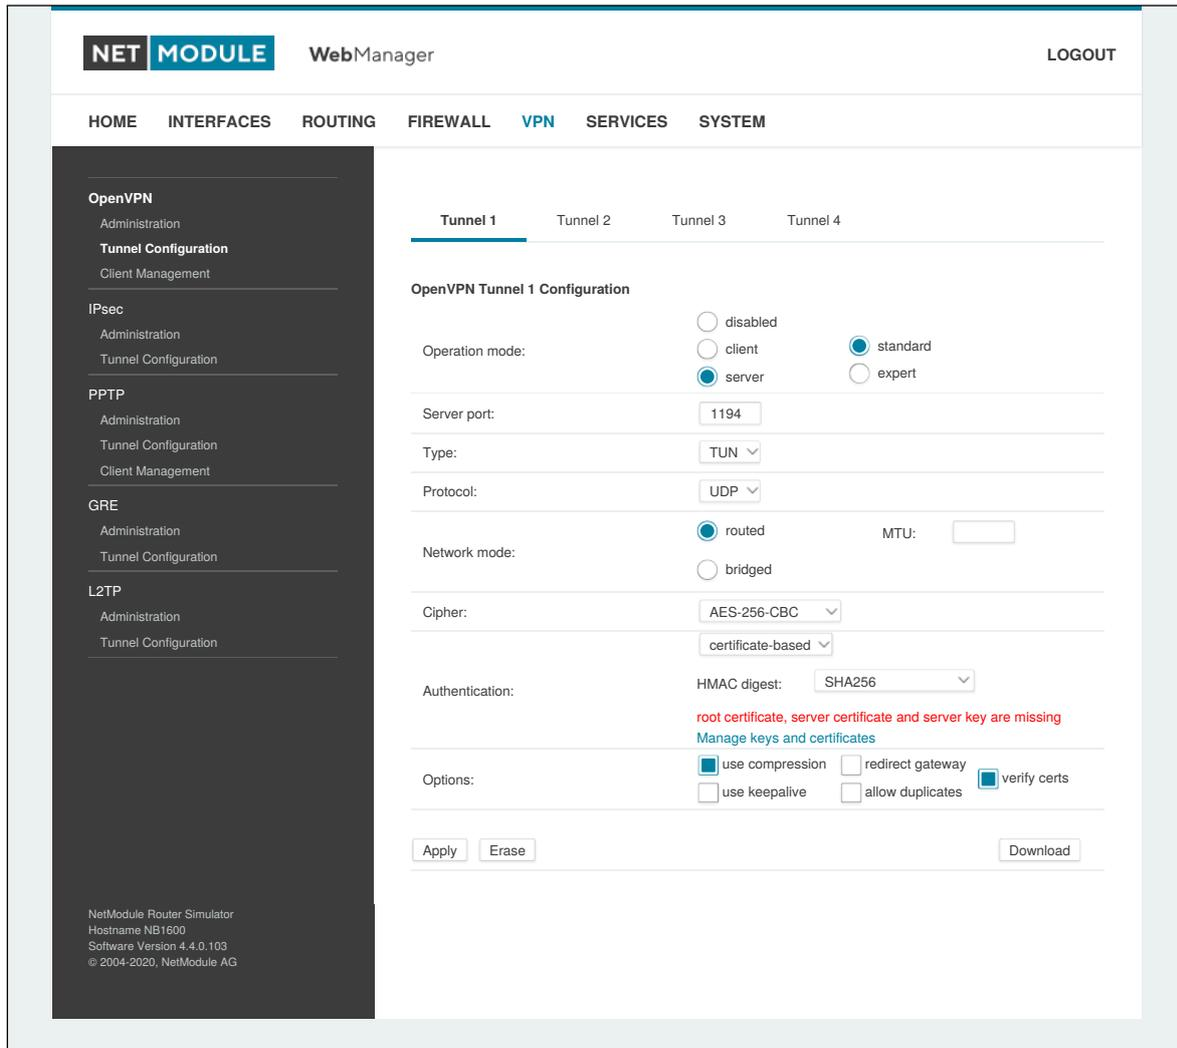 NET MODULE WebManager LOGOUT
HOME INTERFACES ROUTING FIREWALL VPN SERVICES SYSTEM
OpenVPN
Administration
Tunnel Configuration
Client Management
IPsec
Administration
Tunnel Configuration
PPTP
Administration
Tunnel Configuration
Client Management
GRE
Administration
Tunnel Configuration
L2TP
Administration
Tunnel Configuration
NetModule Router Simulator
Hostname NB1600
Software Version 4.4.0.103
© 2004-2020, NetModule AG
Tunnel 1 Tunnel 2 Tunnel 3 Tunnel 4
OpenVPN Tunnel 1 Configuration
Operation mode:
disabled
client
server
standard
expert
Server port: 1194
Type: TUN
Protocol: UDP
Network mode:
routed
bridged
MTU:
Cipher: AES-256-CBC
Authentication:
certificate-based
HMAC digest: SHA256
root certificate, server certificate and server key are missing
Manage keys and certificates
Options:
use compression redirect gateway
verify certs
use keepalive allow duplicates
Apply Erase Download